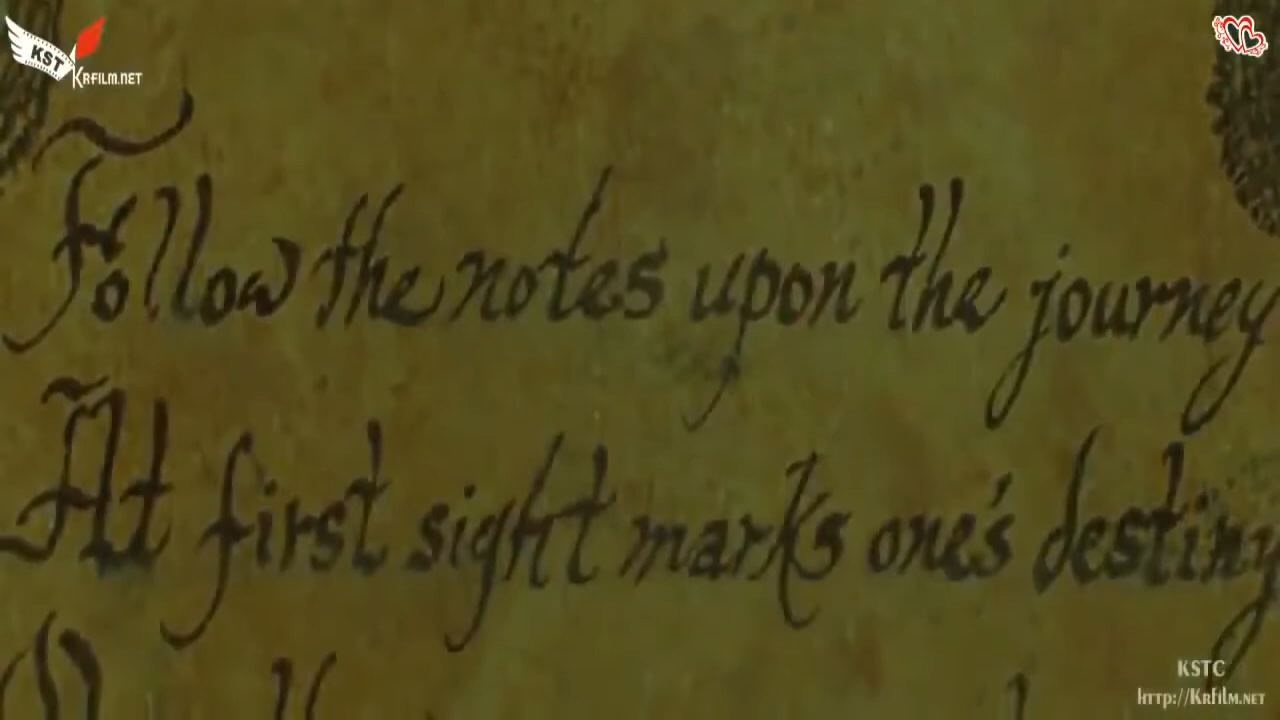 KST
KRFILM.NET
Follow the notes upon the journey
At first sight marks one's destiny
KSTC
HTTP://KRFILM.NET